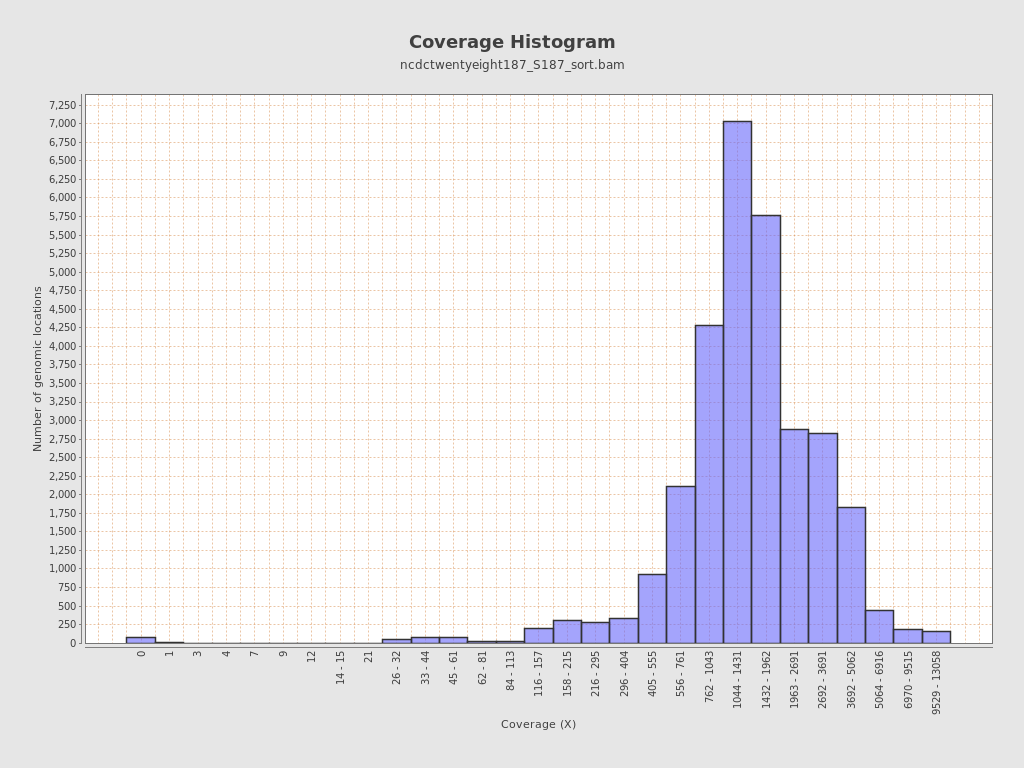 Coverage Histogram
ncdctwentyeight187_S187_sort.bam
Number of genomic locations
7,250
7,000
6,750
6,500
6,250
6,000
5,750
5,500
5,250
5,000
4,750
4,500
4,250
4,000
3,750
3,500
3,250
3,000
2,750
2,500
2,250
2,000
1,750
1,500
1,250
1,000
750
500
250
0
0
1
3
4
7
9
12
14 - 15
21
26 - 32
33 - 44
45 - 61
62 - 81
84 - 113
116 - 157
158 - 215
216 - 295
296 - 404
405 - 555
556 - 761
762 - 1043
1044 - 1431
1432 - 1962
1963 - 2691
2692 - 3691
3692 - 5062
5064 - 6916
6970 - 9515
9529 - 13058
Coverage (X)